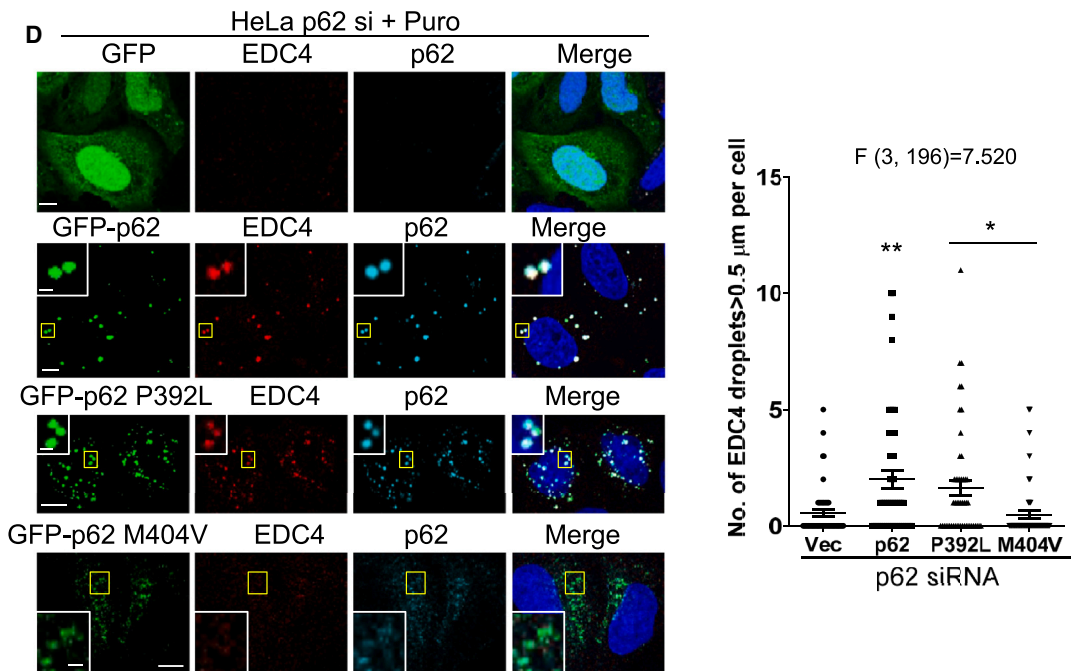 D
HeLa p62 si + Puro
GFP EDC4 p62 Merge
GFP-p62 EDC4 p62 Merge
GFP-p62 P392L EDC4 p62 Merge
GFP-p62 M404V EDC4 p62 Merge
F (3, 196)=7.520
No. of EDC4 droplets>0.5 μm per cell
15
10
5
0
**
*
Vec p62 P392L M404V
p62 siRNA